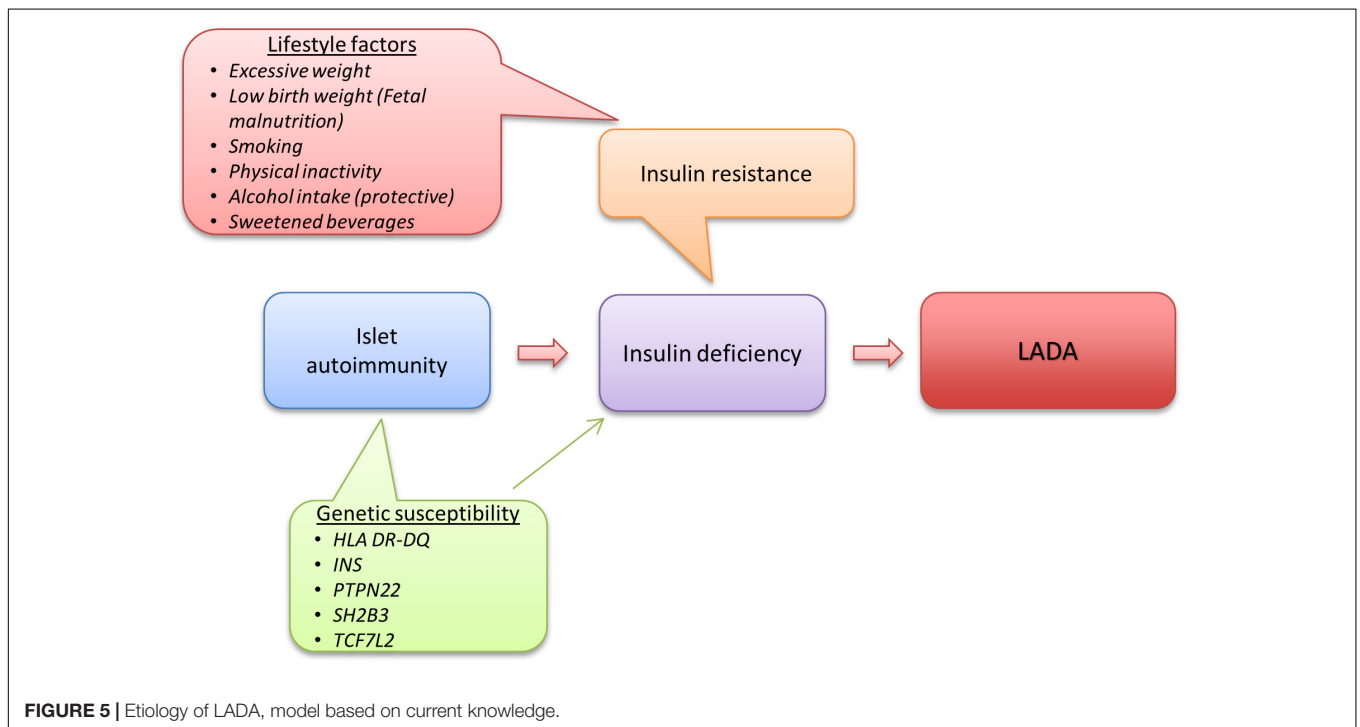 Lifestyle factors
• Excessive weight
• Low birth weight (Fetal
malnutrition)
• Smoking
• Physical inactivity
• Alcohol intake (protective)
• Sweetened beverages
Insulin resistance
Islet
autoimmunity
Insulin deficiency
LADA
Genetic susceptibility
• HLA DR-DQ
• INS
• PTPN22
• SH2B3
• TCF7L2
FIGURE 5 | Etiology of LADA, model based on current knowledge.